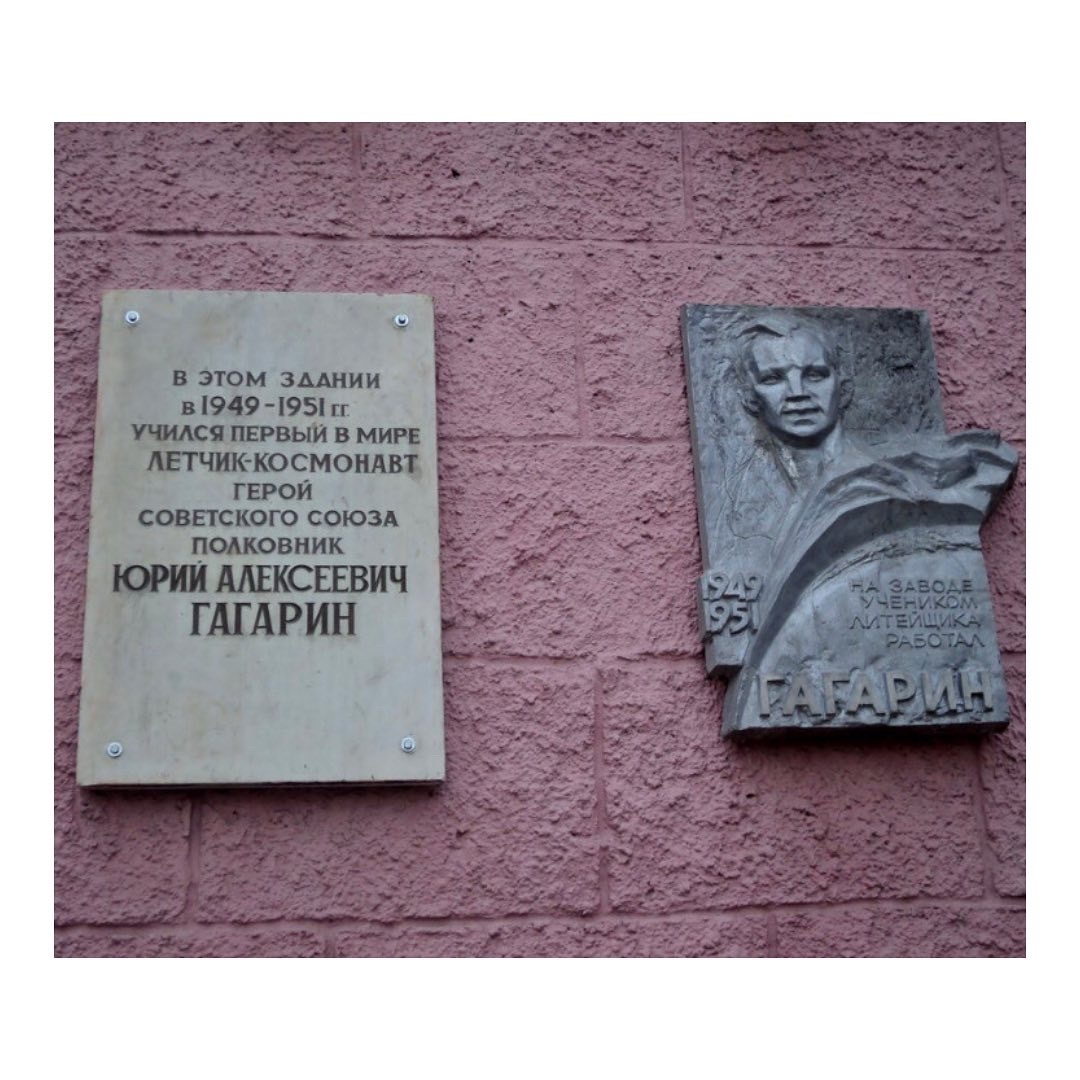 В ЭТОМ ЗДАНИИ
В 1949-1951 ГГ.
УЧИЛСЯ ПЕРВЫЙ В МИРЕ
ЛЕТЧИК-КОСМОНАВТ
ГЕРОЙ
СОВЕТСКОГО СОЮЗА
ПОЛКОВНИК
ЮРИЙ АЛЕКСЕЕВИЧ
ГАГАРИН
1949
1951
НА ЗАВОДЕ
УЧЕНИКОМ
ЛИТЕЙЩИКА
РАБОТАЛ
ГАГАРИН